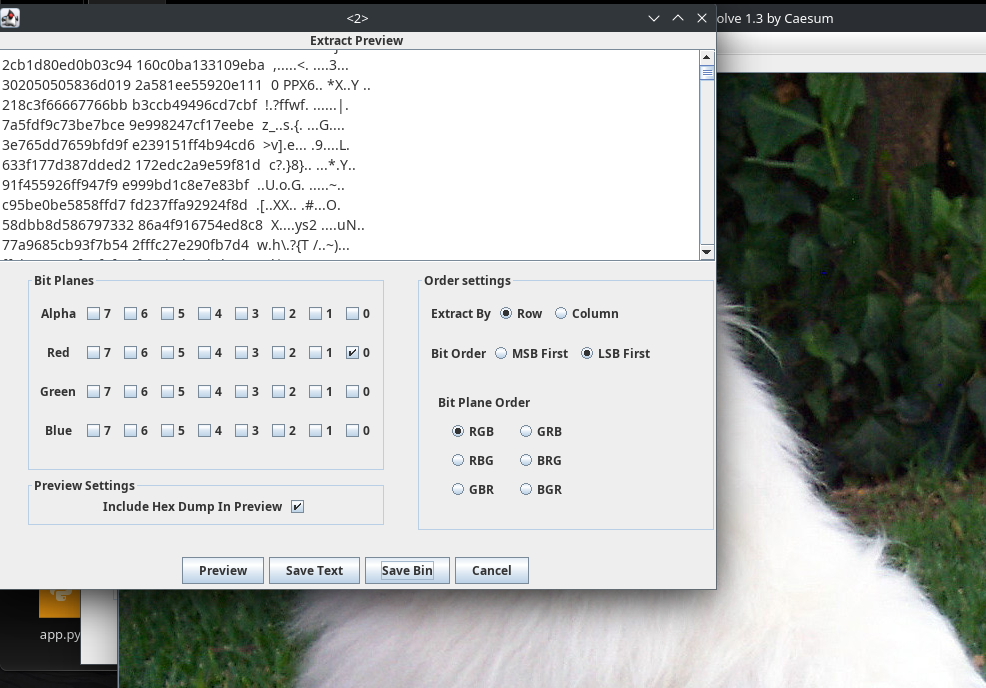 <2>
olve 1.3 by Caesum
Extract Preview
2cb1d80ed0b03c94 160c0ba133109eba ,.....<. ....3...
302050505836d019 2a581ee55920e111 0 PPX6.. *X..Y ..
218c3f66667766bb b3ccb49496cd7cbf !.?ffwf. ......|.
7a5fdf9c73be7bce 9e998247cf17eebe z_..s.{. ...G....
3e765dd7659bfd9f e239151ff4b94cd6 >v].e... .9....L.
633f177d387dded2 172edc2a9e59f81d c?.}8}.. ...*.Y..
91f455926ff947f9 e999bd1c8e7e83bf ..U.o.G. .....~..
c95be0be5858ffd7 fd237ffa92924f8d .[..XX.. .#...O.
58dbb8d586797332 86a4f916754ed8c8 X....ys2 ....uN..
77a9685cb93f7b54 2fffc27e290fb7d4 w.h\.?{T /..~)...
Bit Planes
Alpha 7 6 5 4 3 2 1 0
Red 7 6 5 4 3 2 1 0
Green 7 6 5 4 3 2 1 0
Blue 7 6 5 4 3 2 1 0
Preview Settings
Include Hex Dump In Preview
Order settings
Extract By Row Column
Bit Order MSB First LSB First
Bit Plane Order
RGB GRB
RBG BRG
GBR BGR
Preview Save Text Save Bin Cancel
app.py